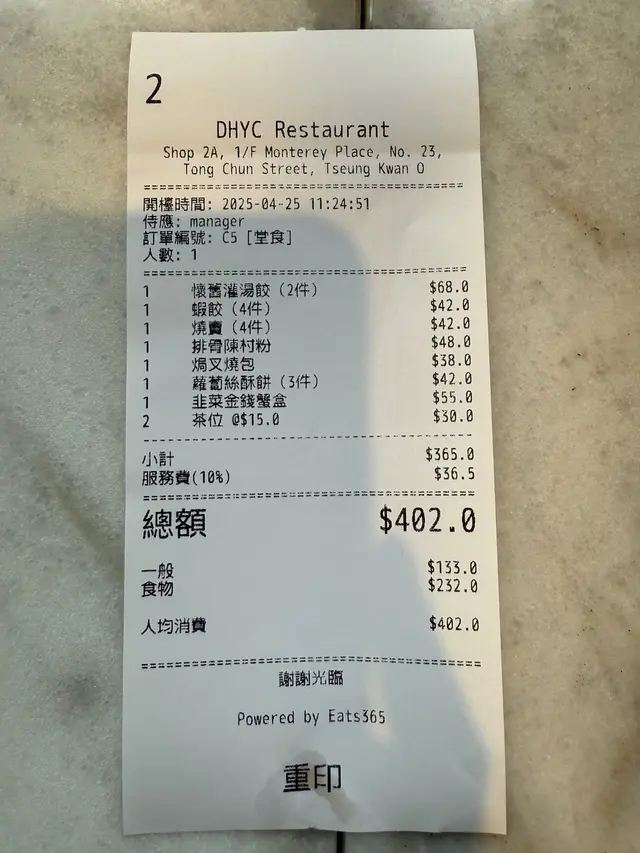 2
DHYC Restaurant
Shop 2A, 1/F Monterey Place, No. 23,
Tong Chun Street, Tseung Kwan O
開檯時間: 2025-04-25 11:24:51
侍應: manager
訂單編號: C5 [堂食]
人數: 1
1 懷舊灌湯餃 (2件) $68.0
1 蝦餃 (4件) $42.0
1 燒賣 (4件) $42.0
1 排骨陳村粉 $48.0
1 焗叉燒包 $38.0
1 蘿蔔絲酥餅 (3件) $42.0
1 韭菜金錢蟹盒 $55.0
2 茶位 @$15.0 $30.0
小計 $365.0
服務費(10%) $36.5
總額 $402.0
一般 $133.0
食物 $232.0
人均消費 $402.0
謝謝光臨
Powered by Eats365
重印